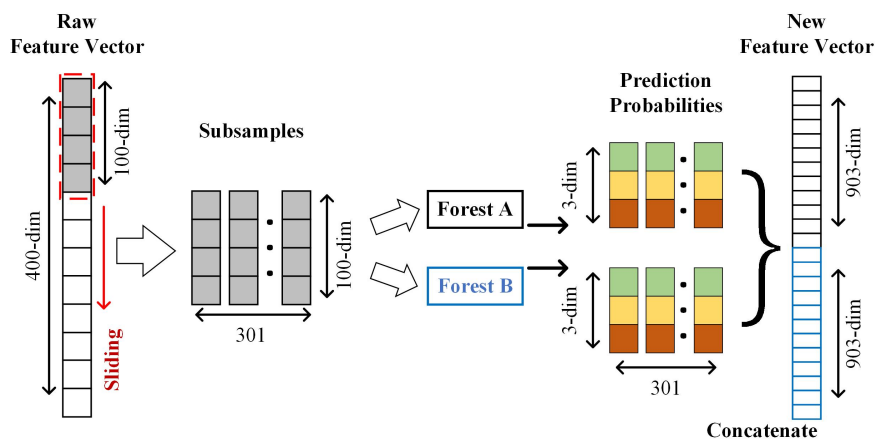 Raw
Feature Vector
400-dim
100-dim
Sliding
Subsamples
100-dim
301
Forest A
Forest B
Prediction
Probabilities
3-dim
3-dim
301
New
Feature Vector
903-dim
903-dim
Concatenate